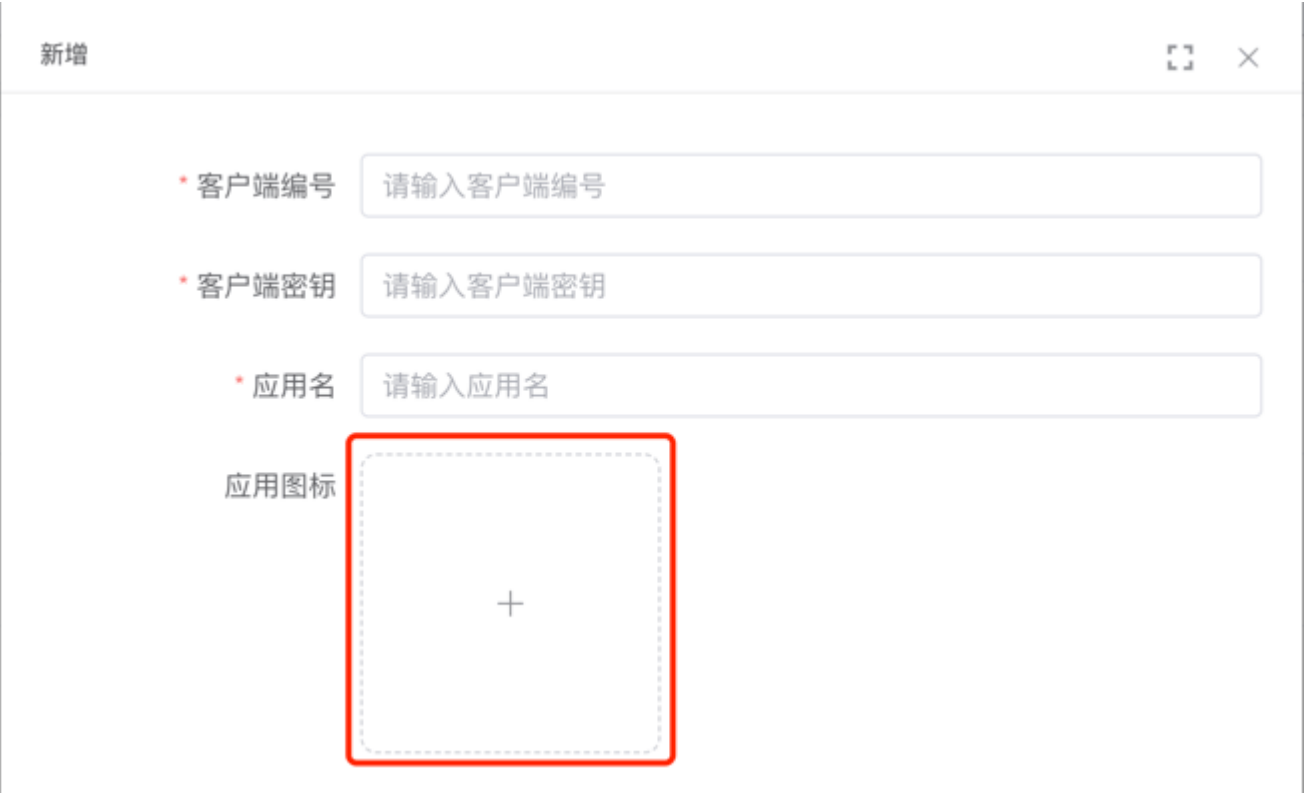 新增
* 客户端编号 请输入客户端编号
* 客户端密钥 请输入客户端密钥
* 应用名 请输入应用名
应用图标